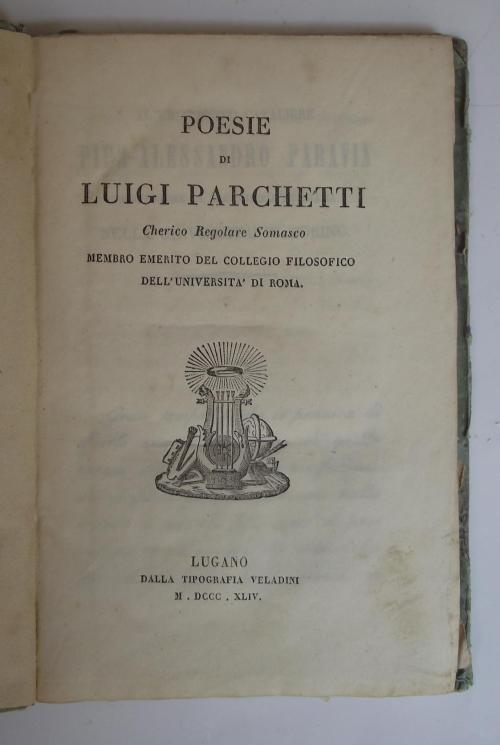 POESIE
DI
LUIGI PARCHETTI
Cherico Regolare Somasco
MEMBRO EMERITO DEL COLLEGIO FILOSOFICO
DELL'UNIVERSITA' DI ROMA.
LUGANO
DALLA TIPOGRAFIA VELADINI
M . DCCC . XLIV.